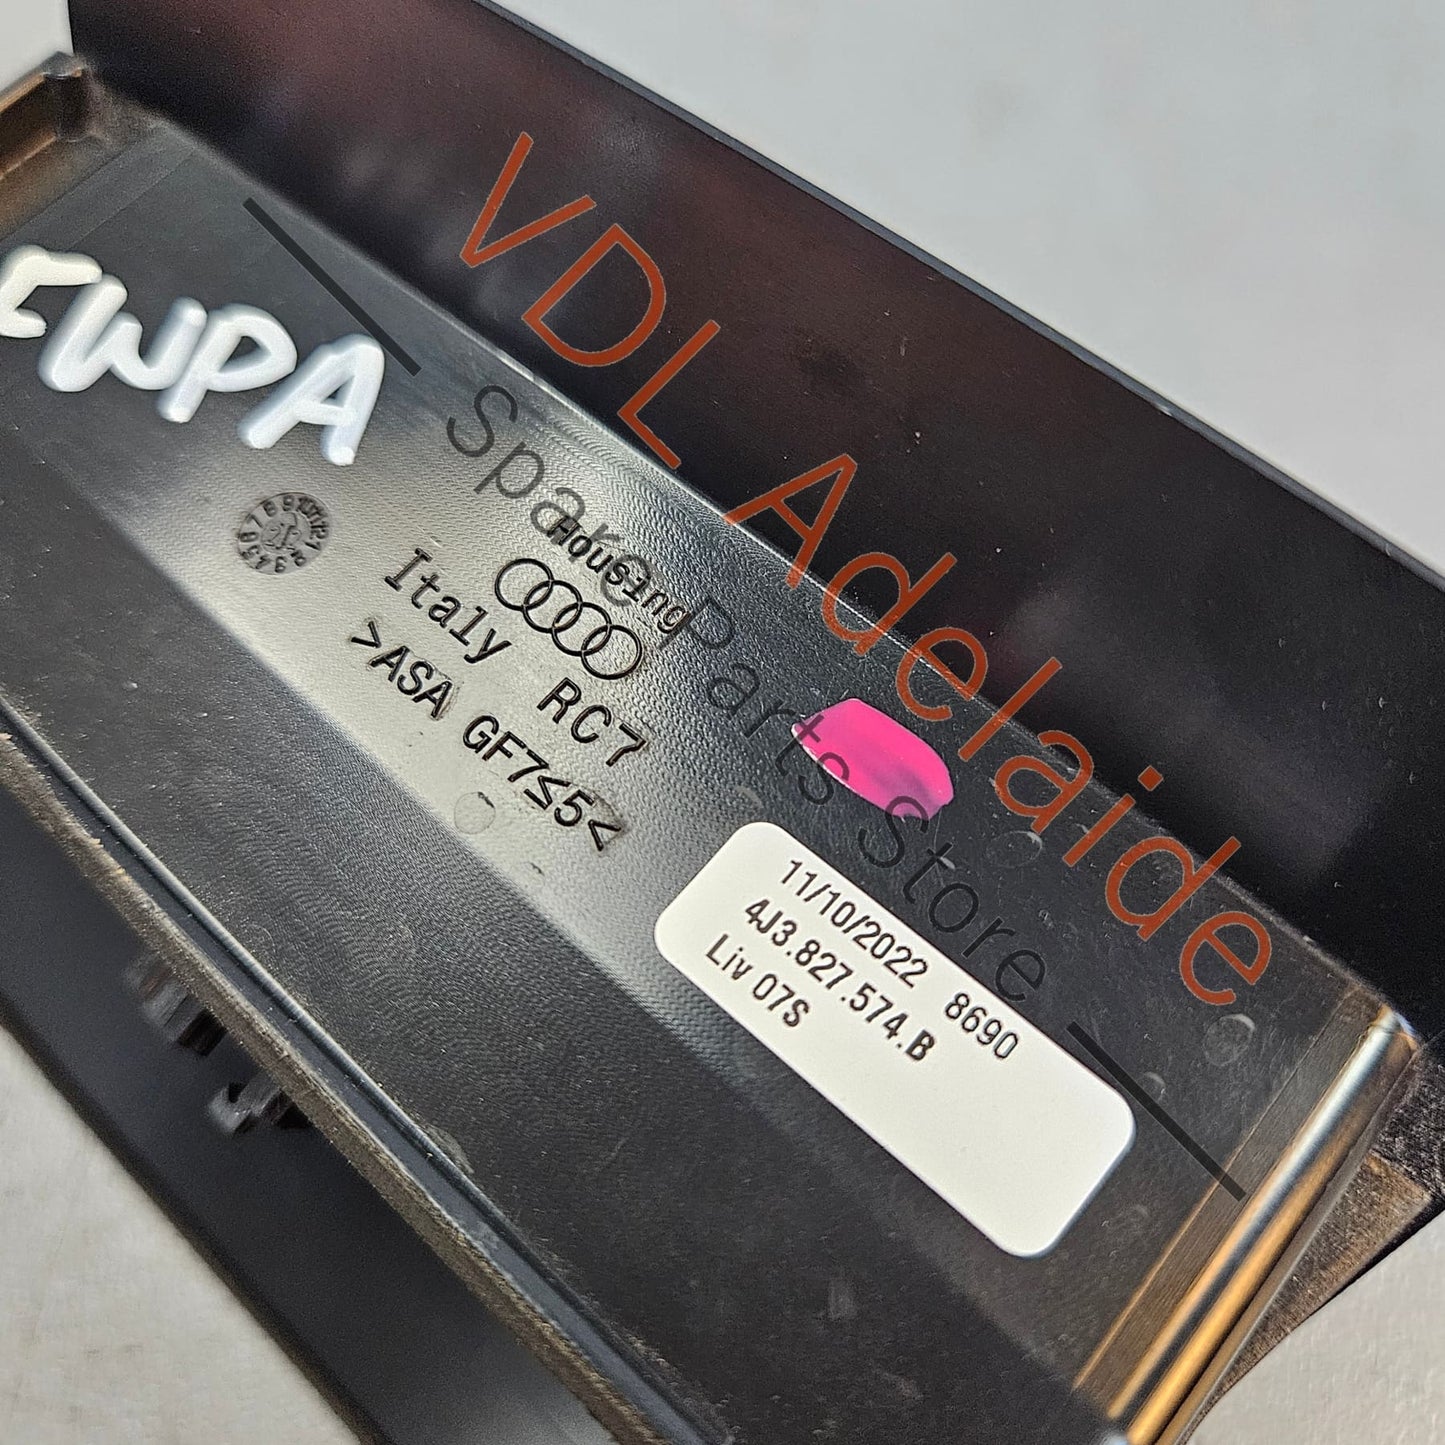 VDL Adelaide
Spare Parts Store
WPA
Housing
Italy RC7
>ASA GF7≤5<
11/10/2022 8690
4J3.827.574.B
Liv 07S